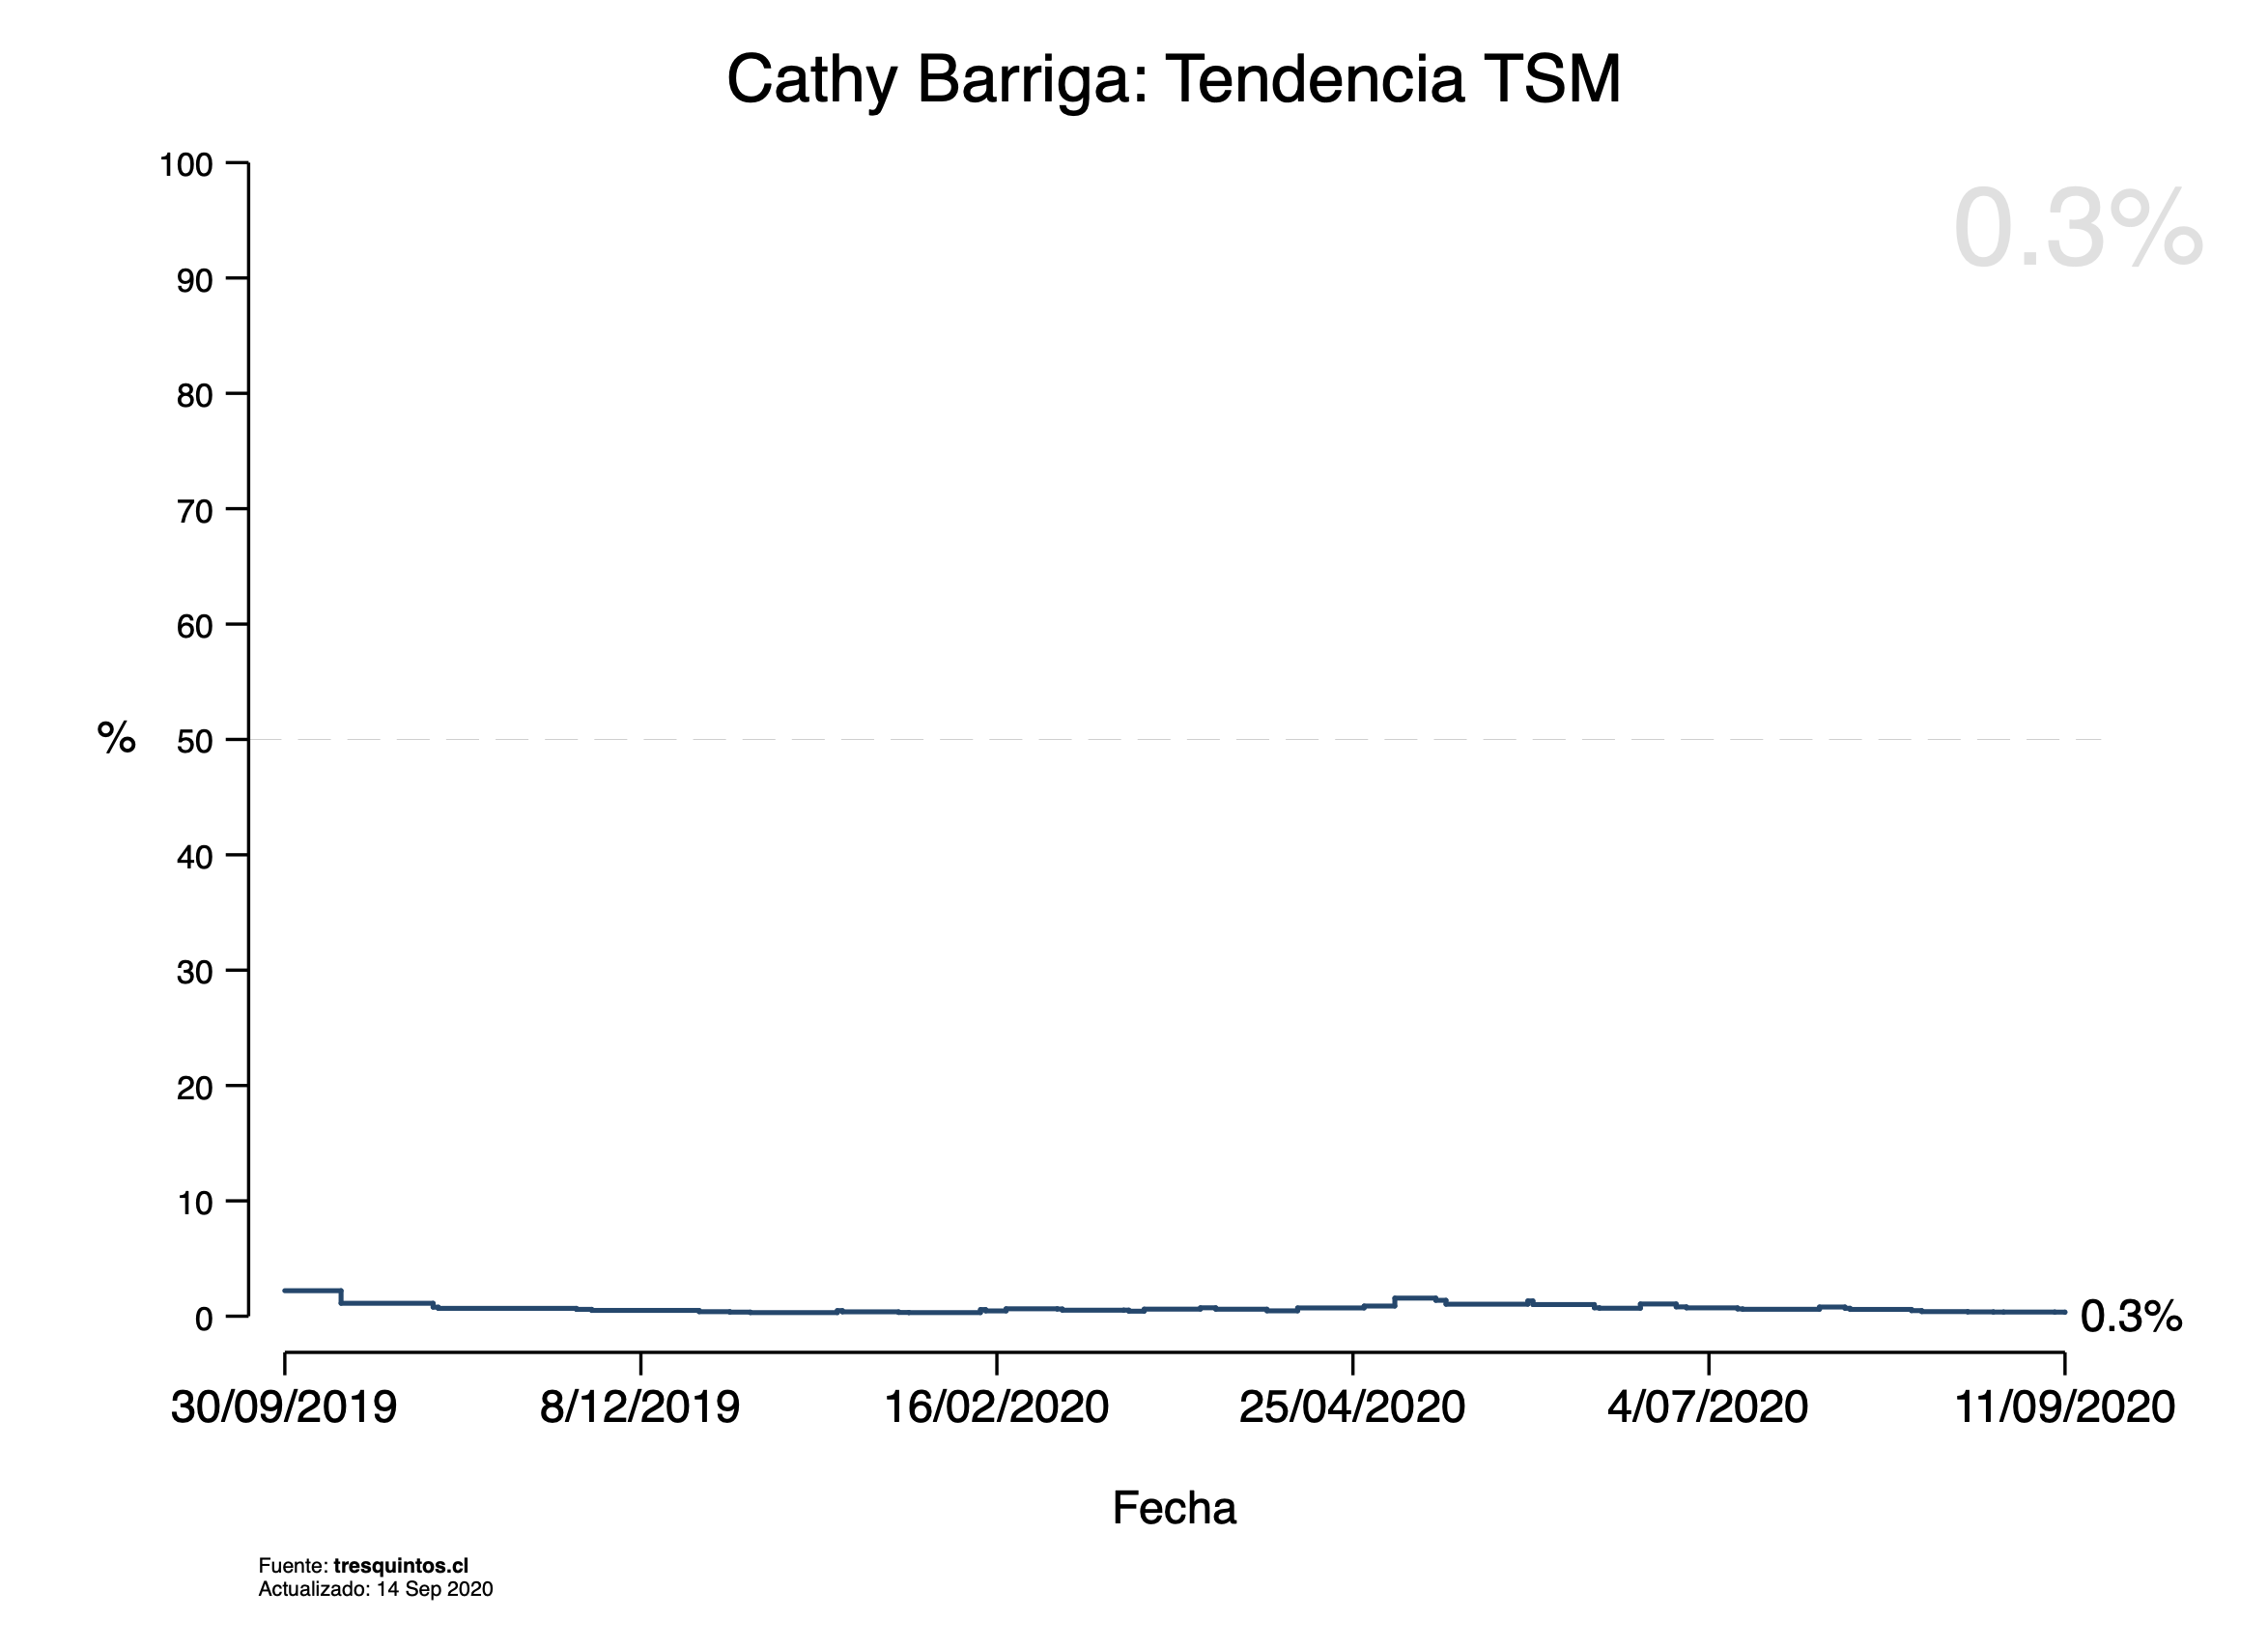 Cathy Barriga: Tendencia TSM
0.3%
100
90
80
70
60
50
40
30
20
10
0
%
0.3%
30/09/2019 8/12/2019 16/02/2020 25/04/2020 4/07/2020 11/09/2020
Fecha
Fuente: tresquintos.cl
Actualizado: 14 Sep 2020